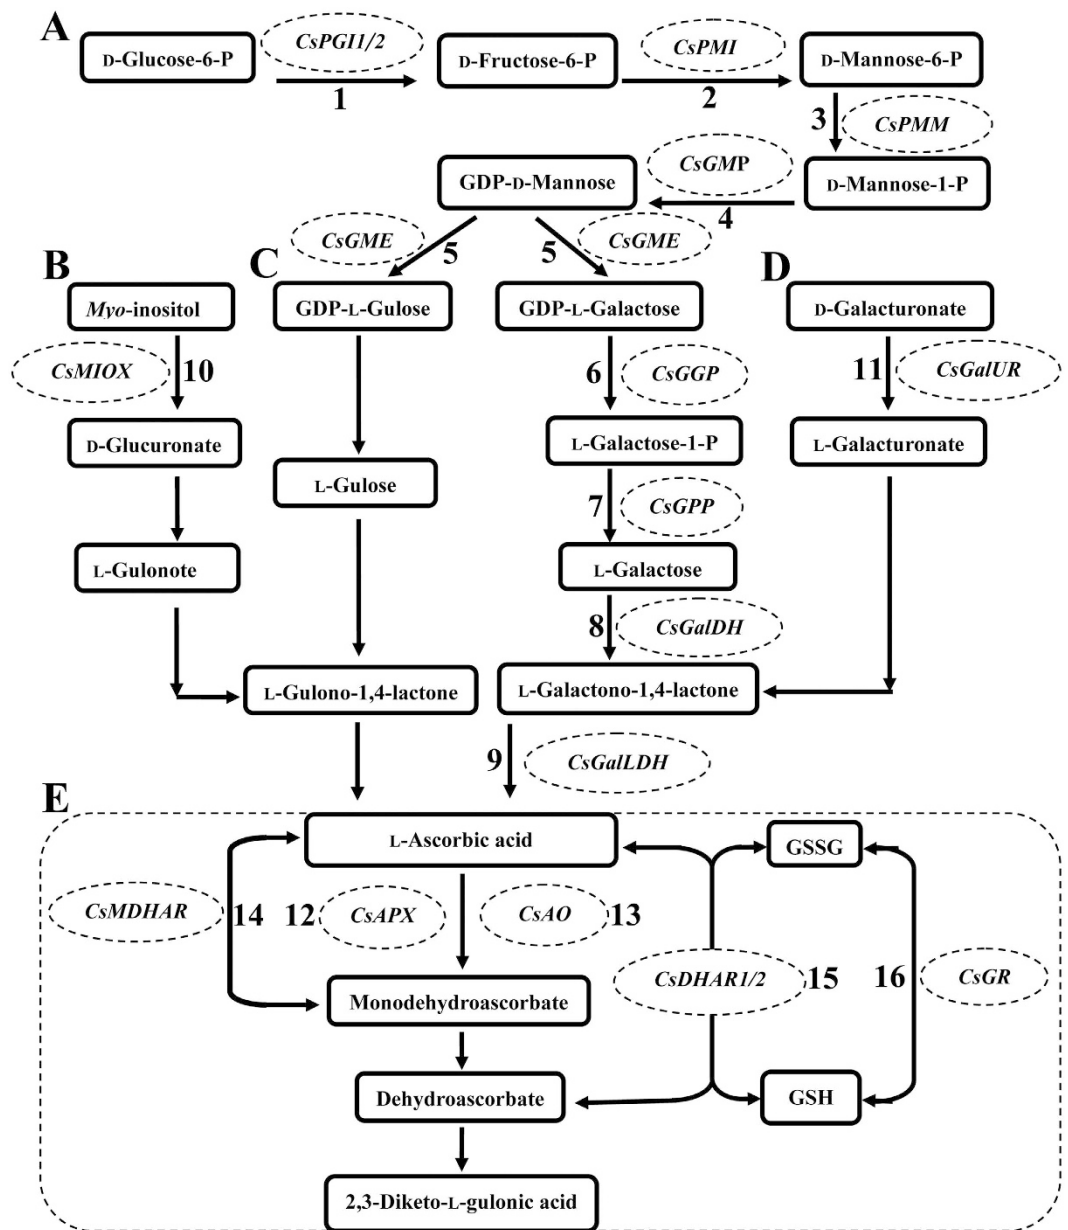 A
D-Glucose-6-P
CsPGI1/2
1
D-Fructose-6-P
CsPMI
2
D-Mannose-6-P
3
CsPMM
GDP-D-Mannose
CsGMP
4
D-Mannose-1-P
CsGME
5
5
CsGME
B
C
D
Myo-inositol
GDP-L-Gulose
GDP-L-Galactose
D-Galacturonate
CsMIOX
10
6
CsGGP
11
CsGalUR
D-Glucuronate
L-Gulose
L-Galactose-1-P
L-Galacturonate
7
CsGPP
L-Gulonote
L-Galactose
8
CsGalDH
L-Gulono-1,4-lactone
L-Galactono-1,4-lactone
9
CsGalLDH
E
L-Ascorbic acid
GSSG
CsMDHAR
14
12
CsAPX
CsAO
13
CsDHAR1/2
15
16
CsGR
Monodehydroascorbate
Dehydroascorbate
GSH
2,3-Diketo-L-gulonic acid